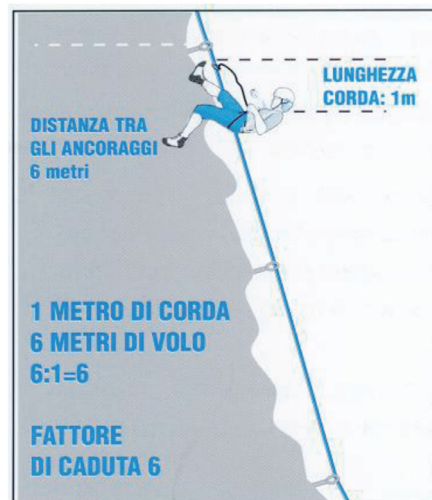 LUNGHEZZA
CORDA: 1m
DISTANZA TRA
GLI ANCORAGGI
6 metri
1 METRO DI CORDA
6 METRI DI VOLO
6:1=6
FATTORE
DI CADUTA 6